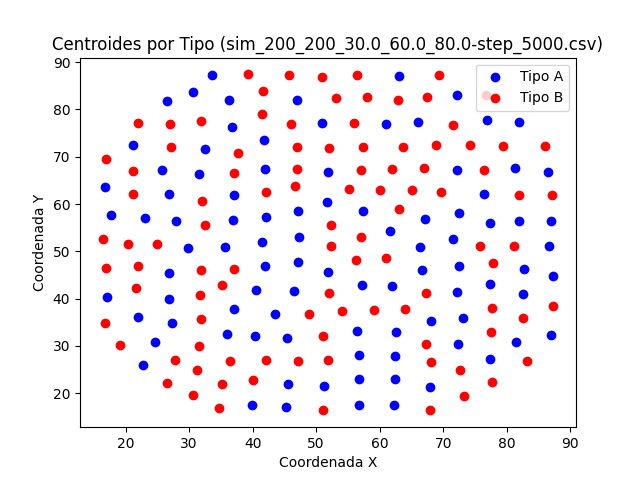 Centroides por Tipo (sim_200_200_30.0_60.0_80.0-step_5000.csv)
Tipo A
Tipo B
90
80
70
60
50
40
30
20
Coordenada Y
20 30 40 50 60 70 80 90
Coordenada X